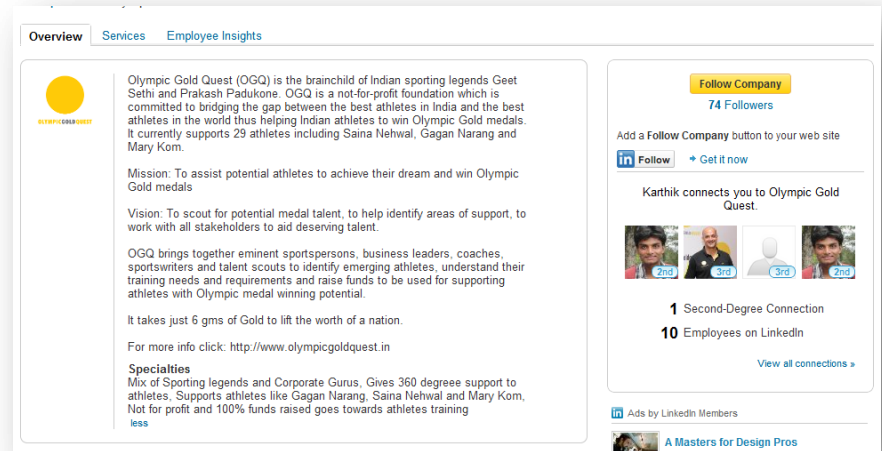 Overview Services Employee Insights
OLYMPIC GOLD QUEST
Olympic Gold Quest (OGQ) is the brainchild of Indian sporting legends Geet
Sethi and Prakash Padukone. OGQ is a not-for-profit foundation which is
committed to bridging the gap between the best athletes in India and the best
athletes in the world thus helping Indian athletes to win Olympic Gold medals.
It currently supports 29 athletes including Saina Nehwal, Gagan Narang and
Mary Kom.
Mission: To assist potential athletes to achieve their dream and win Olympic
Gold medals
Vision: To scout for potential medal talent, to help identify areas of support, to
work with all stakeholders to aid deserving talent.
OGQ brings together eminent sportspersons, business leaders, coaches,
sportswriters and talent scouts to identify emerging athletes, understand their
training needs and requirements and raise funds to be used for supporting
athletes with Olympic medal winning potential.
It takes just 6 gms of Gold to lift the worth of a nation.
For more info click: http://www.olympicgoldquest.in
Specialties
Mix of Sporting legends and Corporate Gurus, Gives 360 degreee support to
athletes, Supports athletes like Gagan Narang, Saina Nehwal and Mary Kom,
Not for profit and 100% funds raised goes towards athletes training
less
Follow Company
74 Followers
Add a Follow Company button to your web site
in Follow Get it now
Karthik connects you to Olympic Gold
Quest.
2nd 3rd 3rd 2nd
1 Second-Degree Connection
10 Employees on LinkedIn
View all connections »
in Ads by LinkedIn Members
A Masters for Design Pros